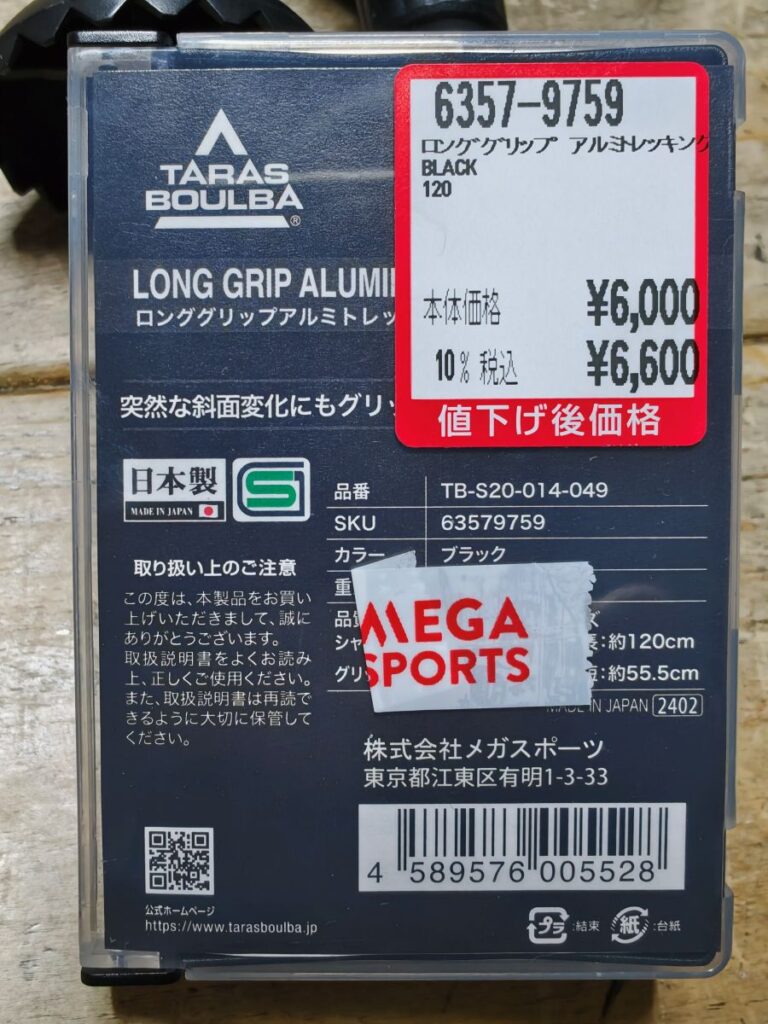 6357-9759
ロンググリップ アルミトレッキング
BLACK
120
本体価格 ¥6,000
10% 税込 ¥6,600
値下げ後価格
TARAS
BOULBA®
LONG GRIP
ロンググリップアルミトレッ
突然な斜面変化にもグリッ
日本製
MADE IN JAPAN
S
品番 TB-S20-014-049
SKU 63579759
カラー ブラック
取り扱い上のご注意
この度は、本製品をお買い
上げいただきまして、誠に
ありがとうございます。
取扱説明書をよくお読み
上、正しくご使用ください。
また、取扱説明書は再読で
きるように大切に保管して
ください。
重
品質
シャ
グリ
MEGA
SPORTS
ズ
長:約120cm
短:約55.5cm
MADE IN JAPAN 2402
株式会社メガスポーツ
東京都江東区有明1-3-33
4 589576 005528
公式ホームページ
https://www.tarasboulba.jp
プラ :結束 紙 :台紙